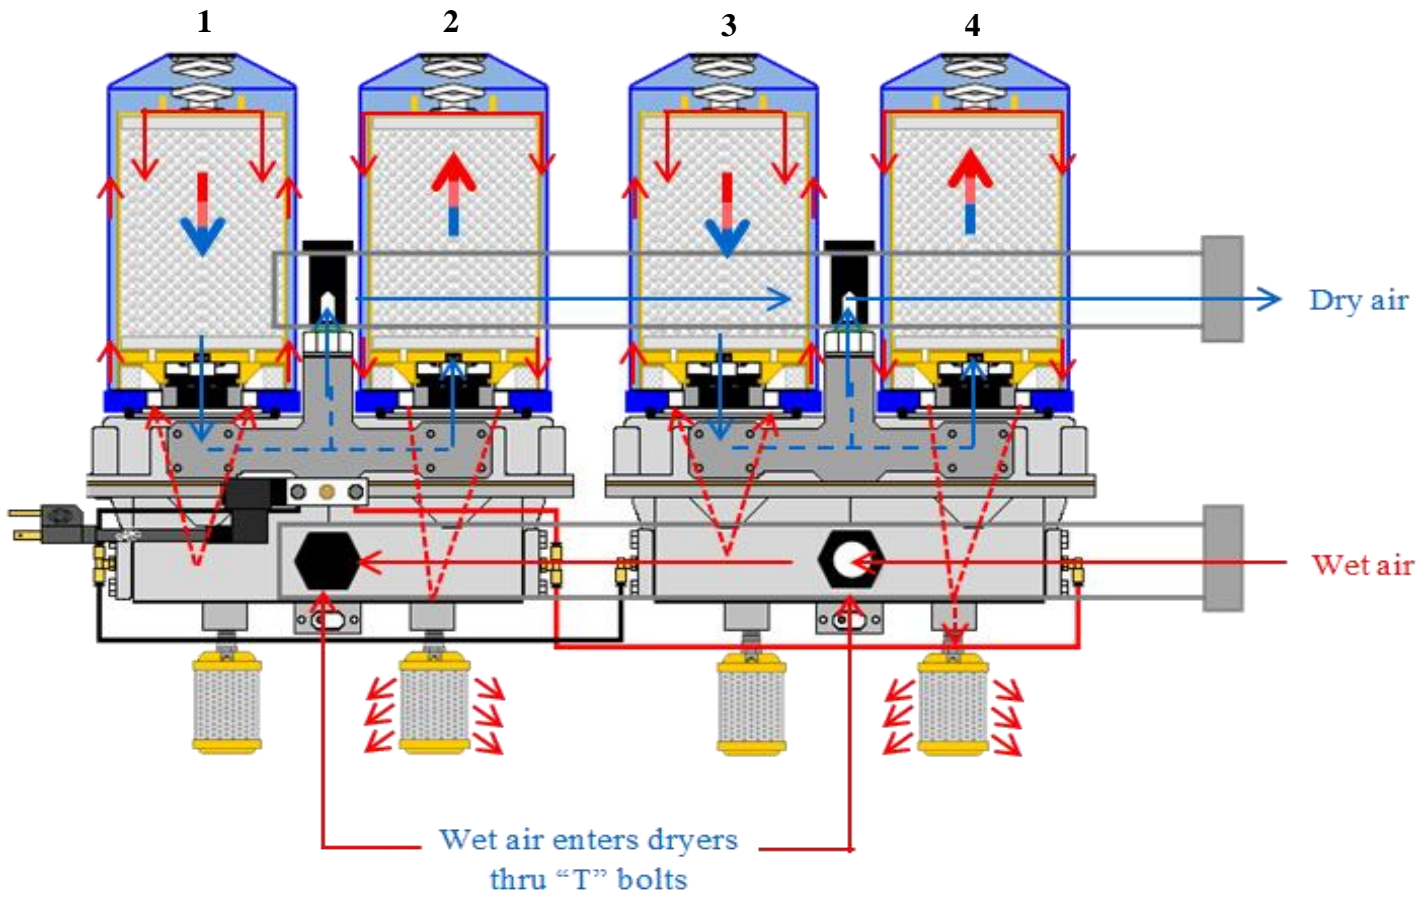 1 2 3 4
Dry air
Wet air
Wet air enters dryers
thru “T” bolts